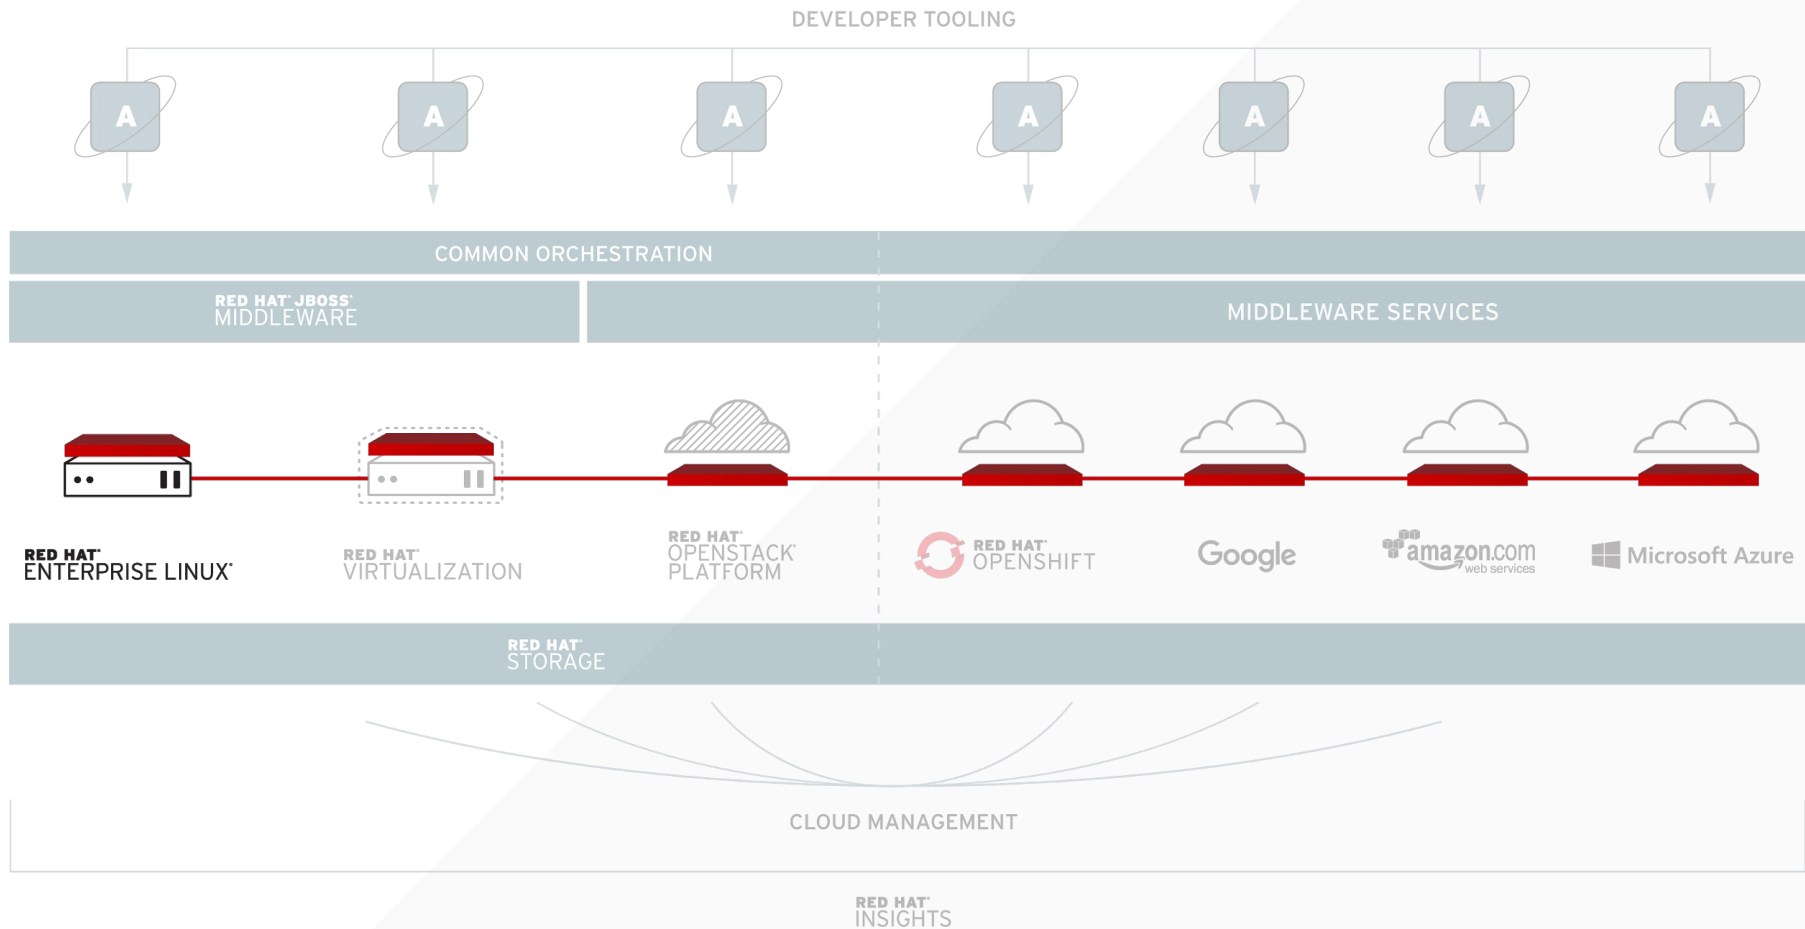 DEVELOPER TOOLING
A A A A A A A
COMMON ORCHESTRATION
RED HAT® JBOSS®
MIDDLEWARE
MIDDLEWARE SERVICES
RED HAT®
ENTERPRISE LINUX®
RED HAT®
VIRTUALIZATION
RED HAT®
OPENSTACK®
PLATFORM
RED HAT®
OPENSHIFT
Google
amazon.com
web services
Microsoft Azure
RED HAT®
STORAGE
CLOUD MANAGEMENT
RED HAT®
INSIGHTS